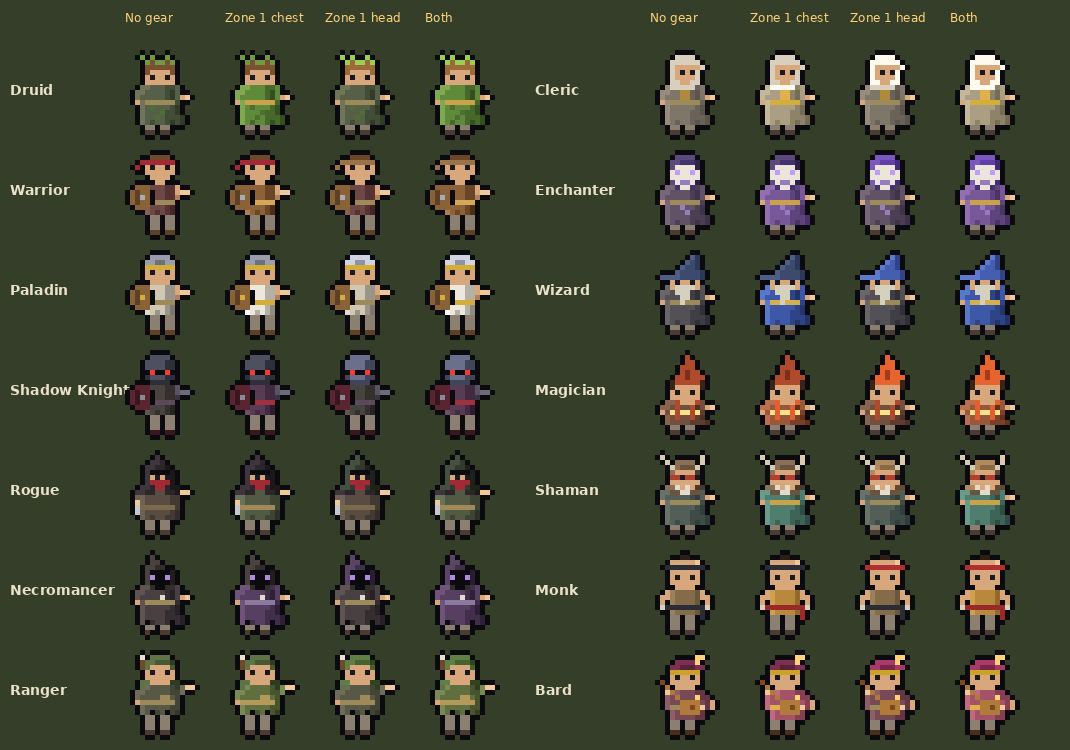 No gear Zone 1 chest Zone 1 head Both No gear Zone 1 chest Zone 1 head Both
Druid Cleric
Warrior Enchanter
Paladin Wizard
Shadow Knight Magician
Rogue Shaman
Necromancer Monk
Ranger Bard